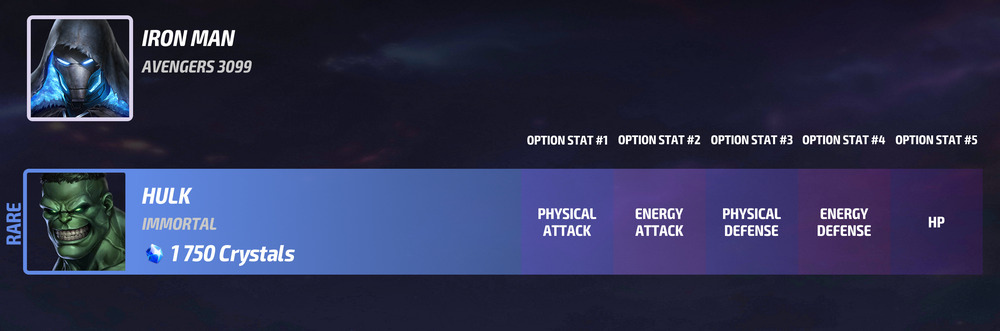 IRON MAN
AVENGERS 3099
OPTION STAT #1 OPTION STAT #2 OPTION STAT #3 OPTION STAT #4 OPTION STAT #5
RARE
HULK
IMMORTAL
1 750 Crystals
PHYSICAL
ATTACK
ENERGY
ATTACK
PHYSICAL
DEFENSE
ENERGY
DEFENSE
HP